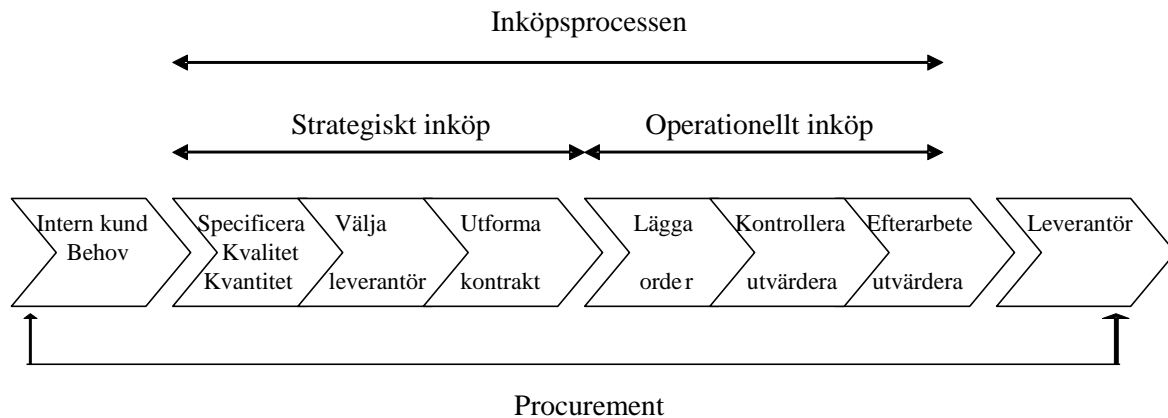 Inköpsprocessen
Strategiskt inköp
Operationellt inköp
Intern kund
Behov
Specificera
Kvalitet
Kvantitet
Välja
leverantör
Utforma
kontrakt
Lägga
order
Kontrollera
utvärdera
Efterarbete
utvärdera
Leverantör
Procurement